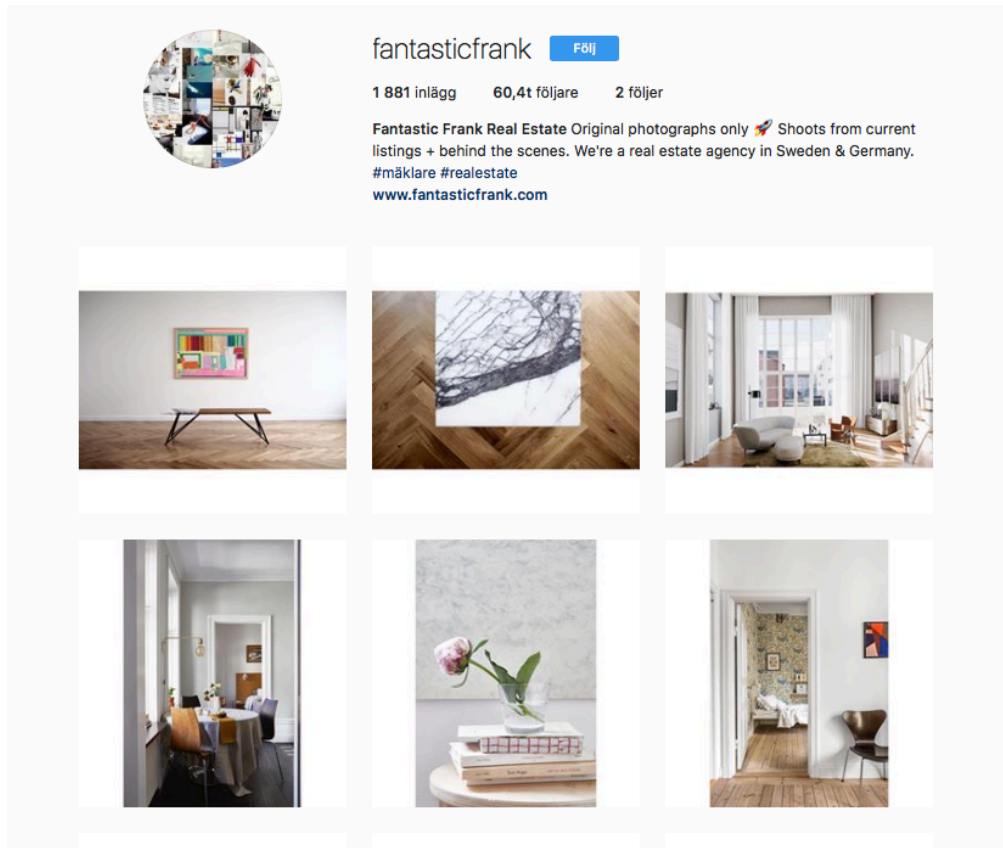 fantasticfrank Följ
1 881 inlägg 60,4t följare 2 följer
Fantastic Frank Real Estate Original photographs only 🚀 Shoots from current
listings + behind the scenes. We're a real estate agency in Sweden & Germany.
#mäklare #realestate
www.fantasticfrank.com